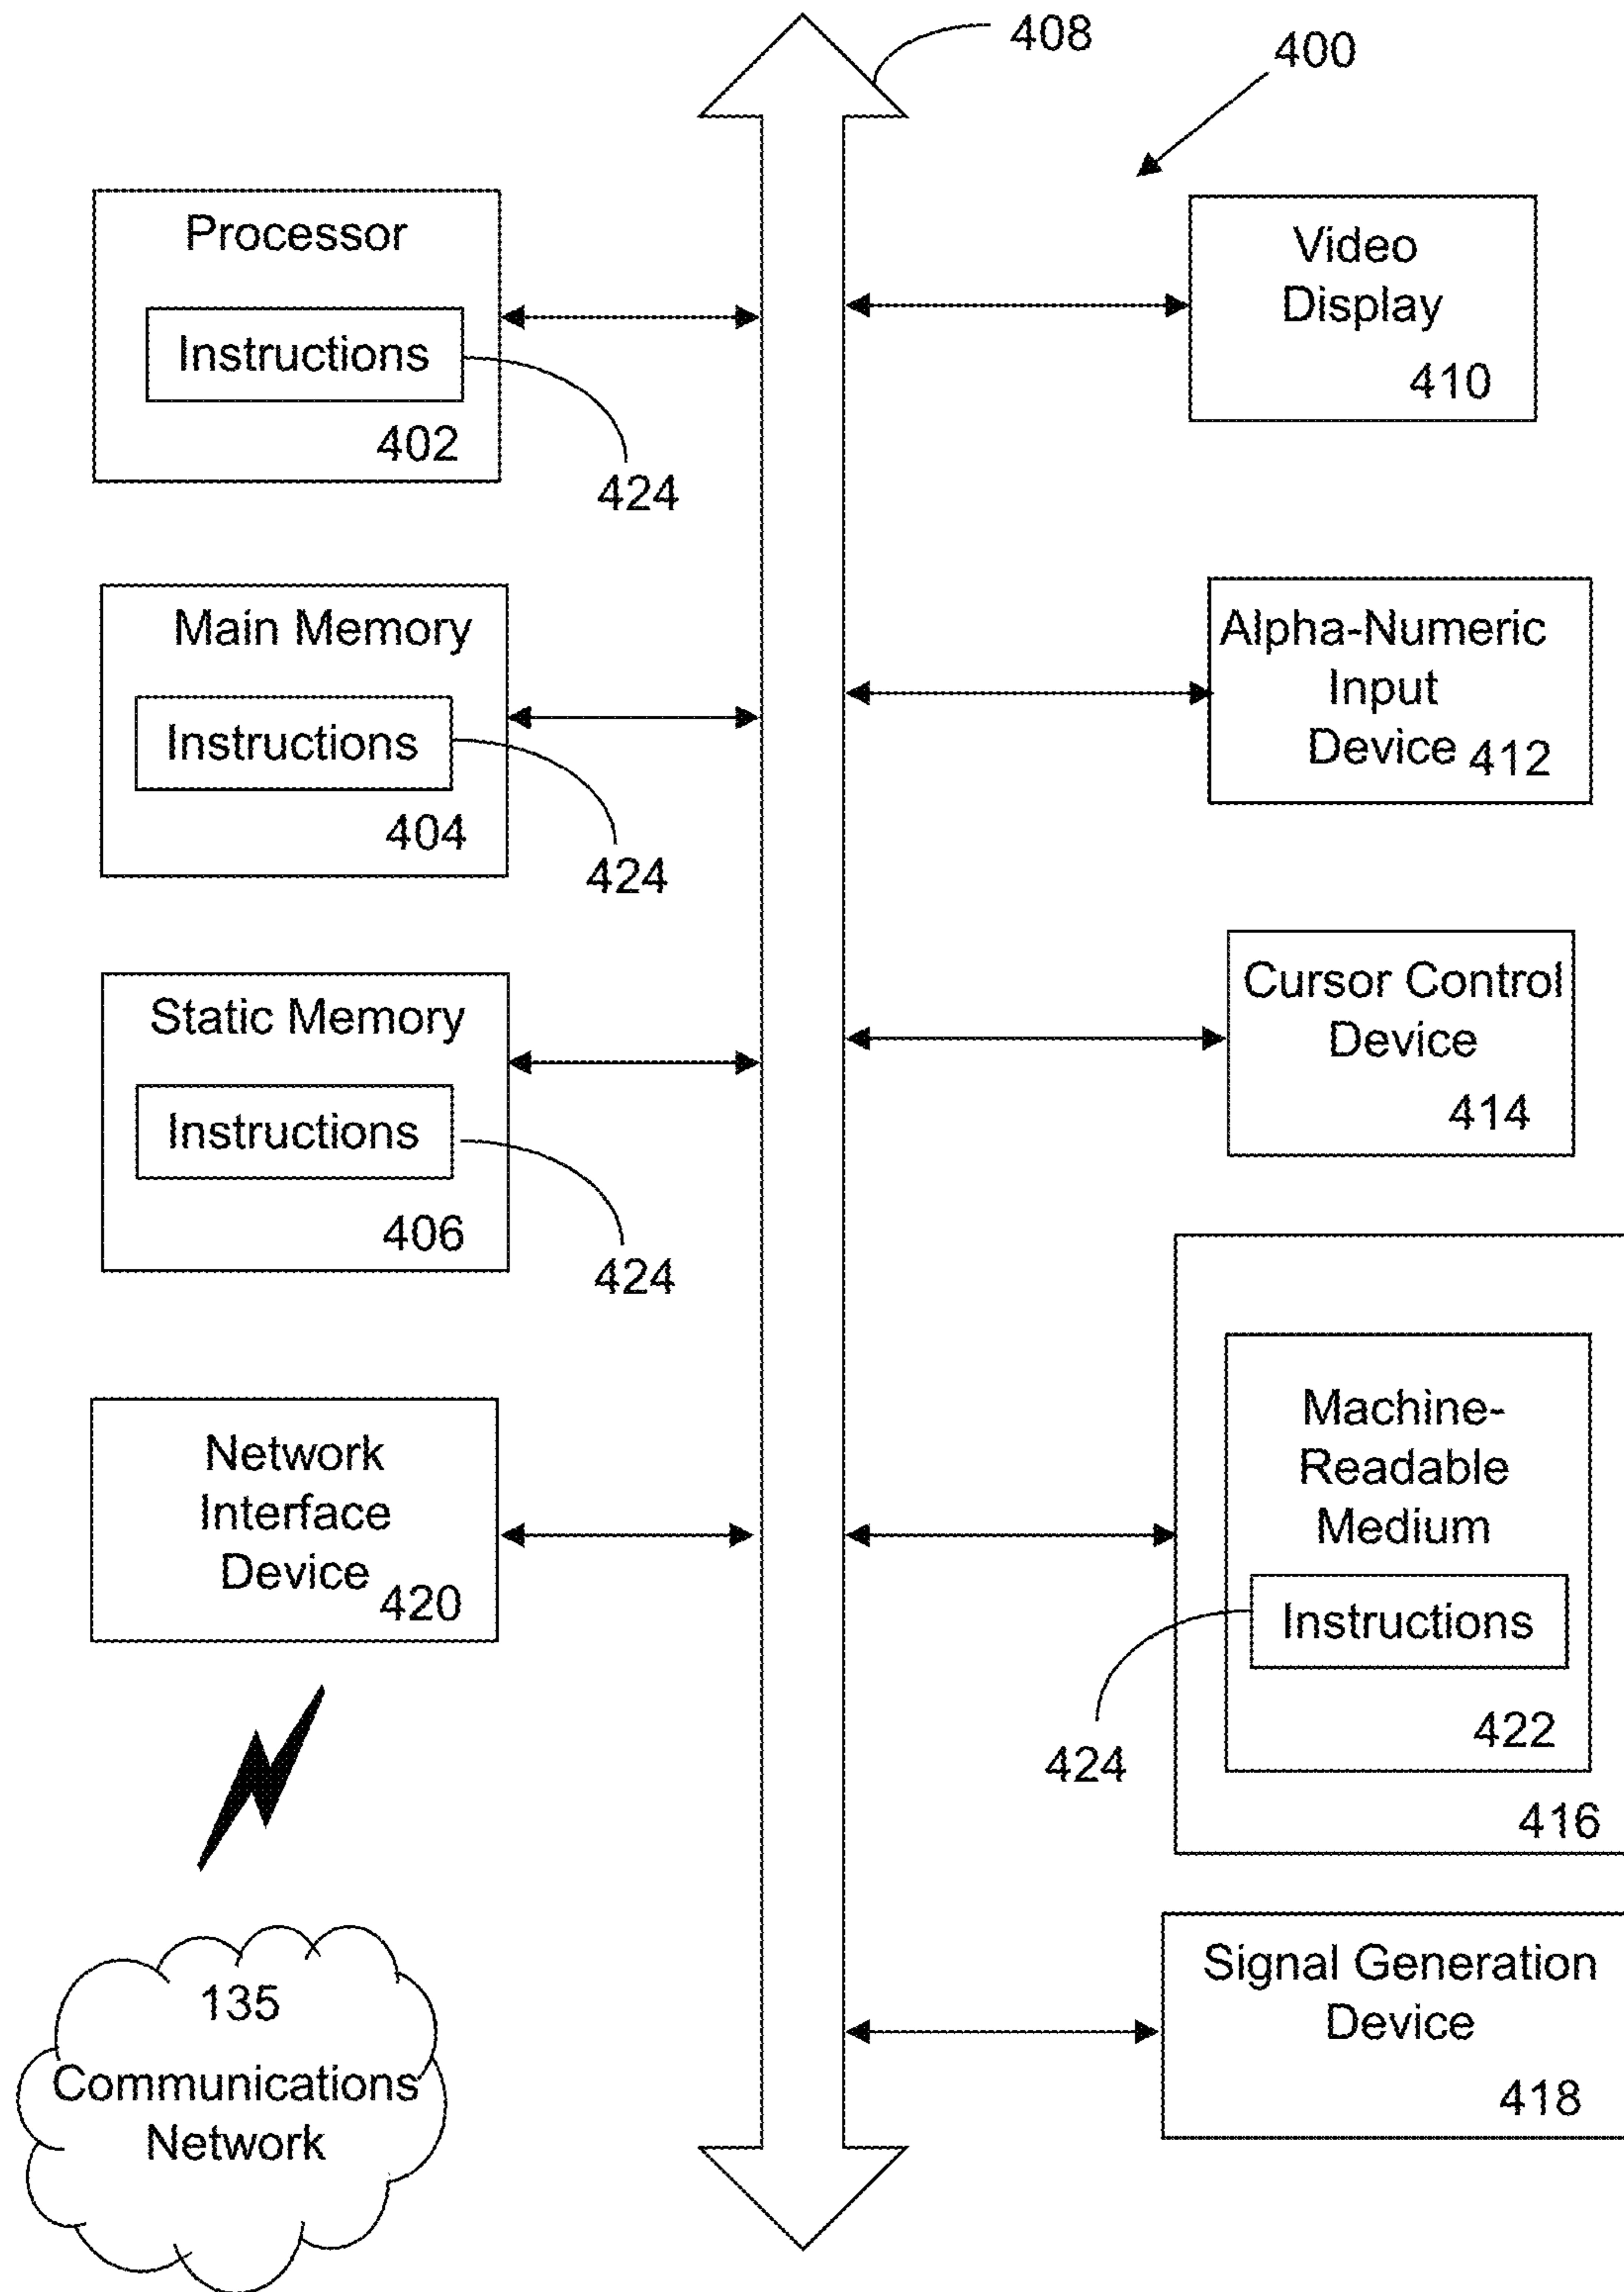 408
400
Processor
Instructions
402
424
Video
Display
410
Main Memory
Instructions
404
424
Alpha-Numeric
Input
Device 412
Static Memory
Instructions
406
424
Cursor Control
Device
414
Network
Interface
Device 420
Machine-
Readable
Medium
Instructions
422
424
416
135
Communications
Network
Signal Generation
Device
418